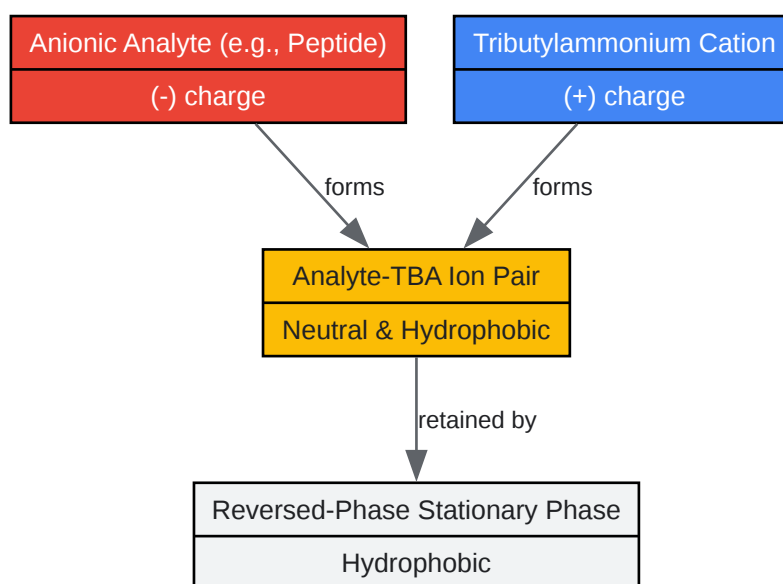 Anionic Analyte (e.g., Peptide)
(-) charge
Tributylammonium Cation
(+) charge
forms
forms
Analyte-TBA Ion Pair
Neutral & Hydrophobic
retained by
Reversed-Phase Stationary Phase
Hydrophobic